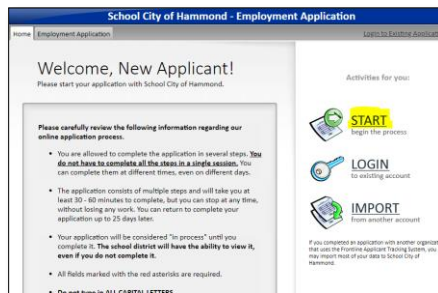 School City of Hammond - Employment Application
Home Employment Application Login to Existing Applicat
Welcome, New Applicant!
Please start your application with School City of Hammond.
Please carefully review the following information regarding our
online application process.
• You are allowed to complete the application in several steps. You
do not have to complete all the steps in a single session. You
can complete them at different times, even on different days.
• The application consists of multiple steps and will take you at
least 30 - 60 minutes to complete, but you can stop at any time,
without losing any work. You can return to complete your
application up to 25 days later.
• Your application will be considered "in process" until you
complete it. The school district will have the ability to view it,
even if you do not complete it.
• All fields marked with the red asterisks are required.
• Do not type in ALL CAPITAL LETTERS.
Activities for you:
START
begin the process
LOGIN
to existing account
IMPORT
from another account
If you completed an application with another organizat
that uses the Frontline Applicant Tracking System, you
may import most of your data to School City of
Hammond.